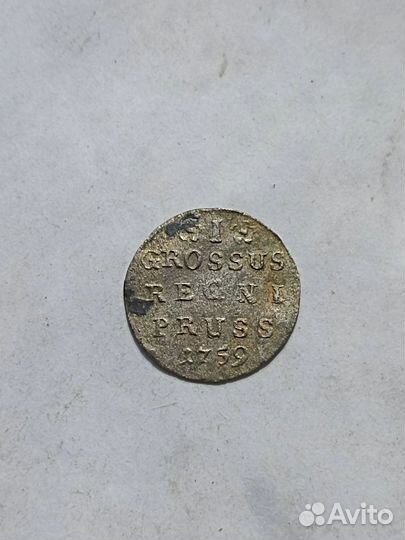 I
GROSSUS
REGNI
PRUSS
1759
Avito